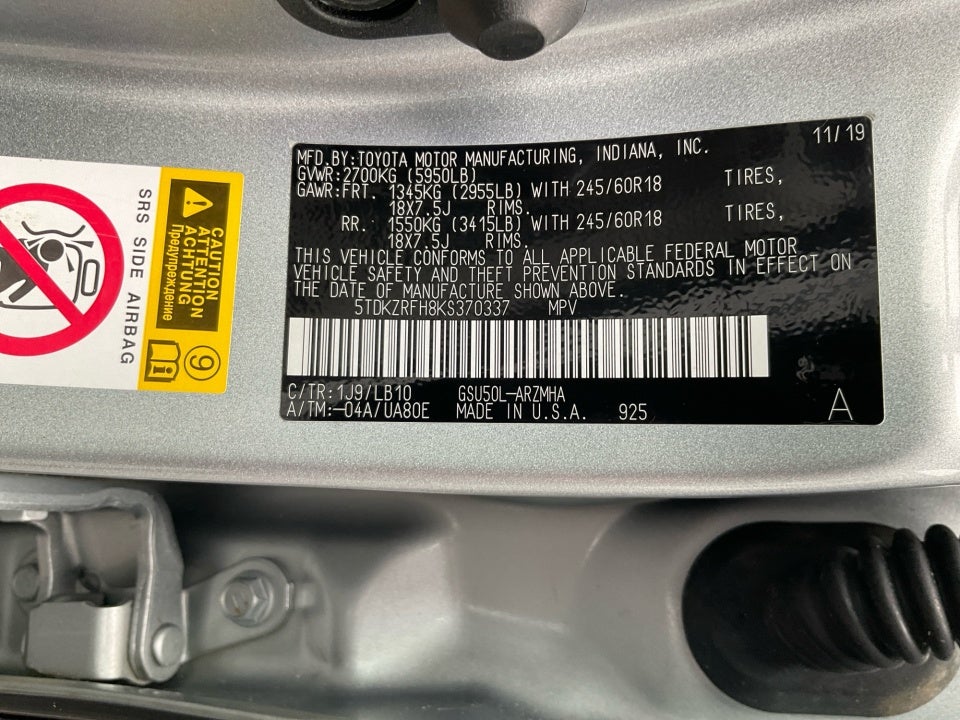 11/19
MFD.BY:TOYOTA MOTOR MANUFACTURING, INDIANA, INC.
GVWR:2700KG (5950LB)
GAWR:FRT. 1345KG (2955LB) WITH 245/60R18 TIRES,
18X7.5J RIMS.
RR. 1550KG (3415LB) WITH 245/60R18 TIRES,
18X7.5J RIMS.
THIS VEHICLE CONFORMS TO ALL APPLICABLE FEDERAL MOTOR
VEHICLE SAFETY AND THEFT PREVENTION STANDARDS IN EFFECT ON
THE DATE OF MANUFACTURE SHOWN ABOVE.
5TDKZRFH8KS370337 MPV
C/TR:1J9/LB10 GSU50L-ARZMHA
A/TM:-04A/UA80E MADE IN U.S.A. 925 A
SRS SIDE AIRBAG
CAUTION
ATTENTION
ACHTUNG
Предупреждение
9